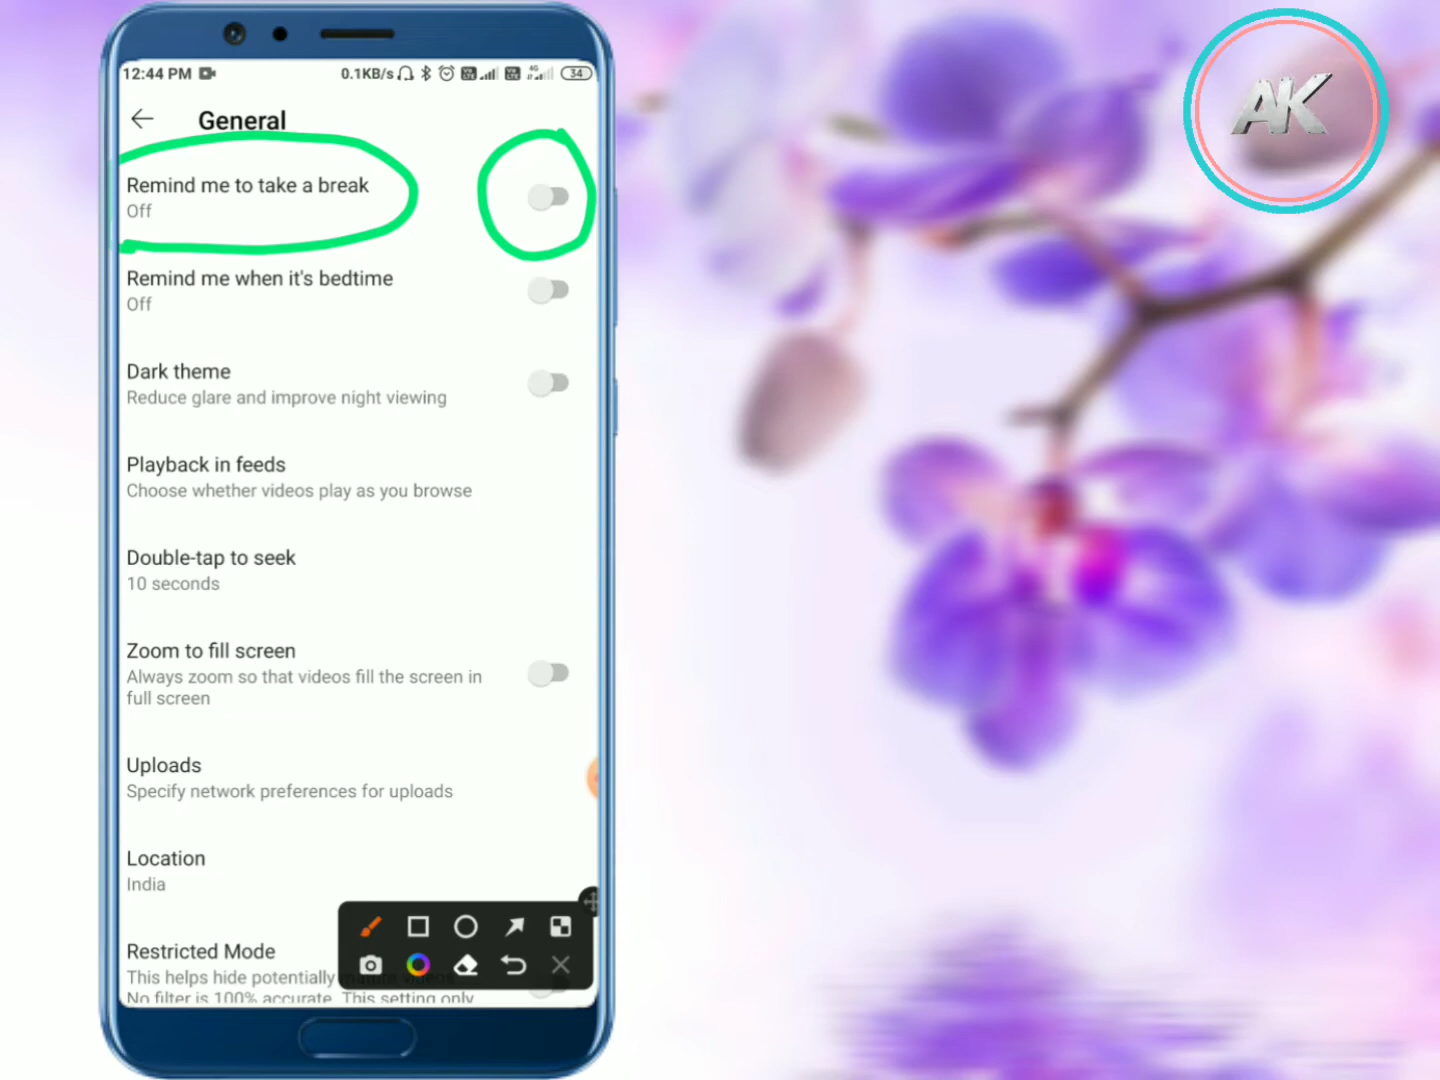 12:44 PM 0.1KB/s 4G 34
General
Remind me to take a break
Off
Remind me when it's bedtime
Off
Dark theme
Reduce glare and improve night viewing
Playback in feeds
Choose whether videos play as you browse
Double-tap to seek
10 seconds
Zoom to fill screen
Always zoom so that videos fill the screen in
full screen
Uploads
Specify network preferences for uploads
Location
India
Restricted Mode
This helps hide potentially
No filter is 100% accurate. This setting only
AK